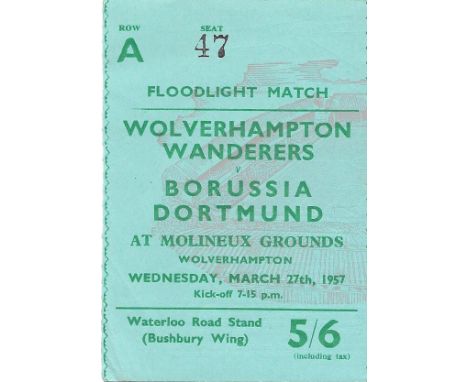 ROW SEAT
A 47
FLOODLIGHT MATCH
WOLVERHAMPTON
WANDERERS
v
BORUSSIA
DORTMUND
AT MOLINEUX GROUNDS
WOLVERHAMPTON
WEDNESDAY, MARCH 27th, 1957
Kick-off 7-15 p.m.
Waterloo Road Stand
(Bushbury Wing)
5/6
(including tax)